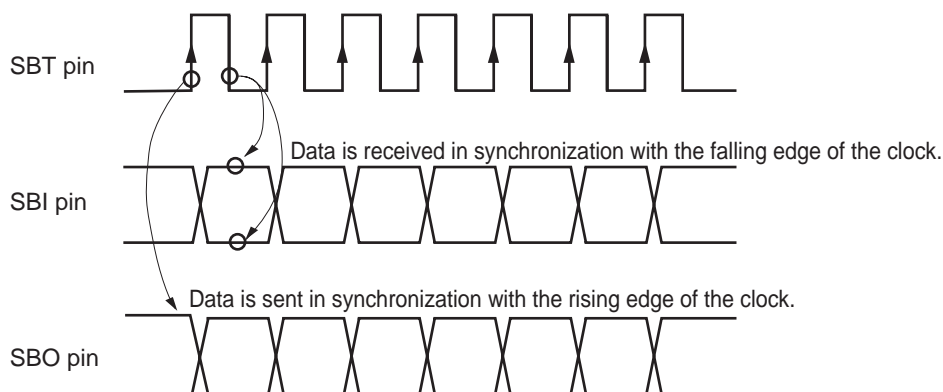 SBT pin
Data is received in synchronization with the falling edge of the clock.
SBI pin
Data is sent in synchronization with the rising edge of the clock.
SBO pin